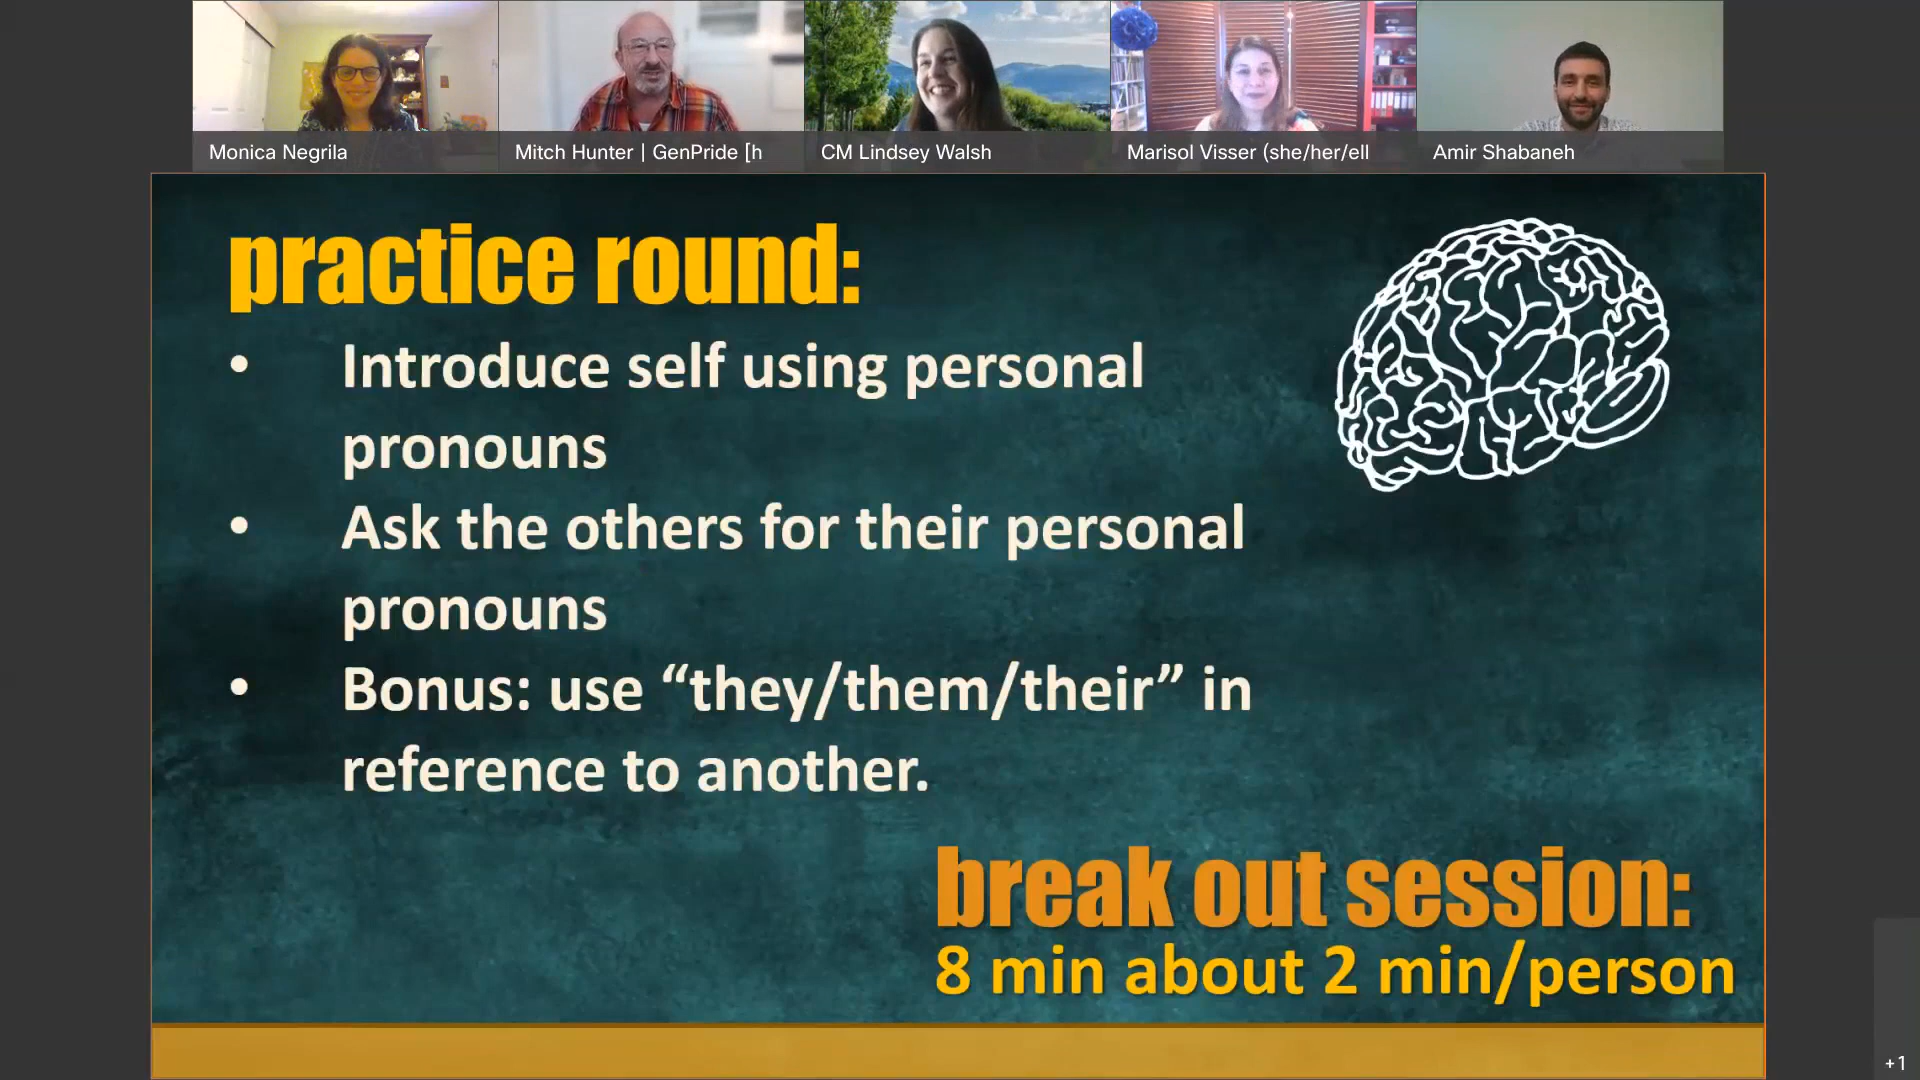 Monica Negrila
Mitch Hunter | GenPride [h
CM Lindsey Walsh
Marisol Visser (she/her/ell
Amir Shabaneh
practice round:
• Introduce self using personal
pronouns
• Ask the others for their personal
pronouns
• Bonus: use “they/them/their” in
reference to another.
break out session:
8 min about 2 min/person
+1